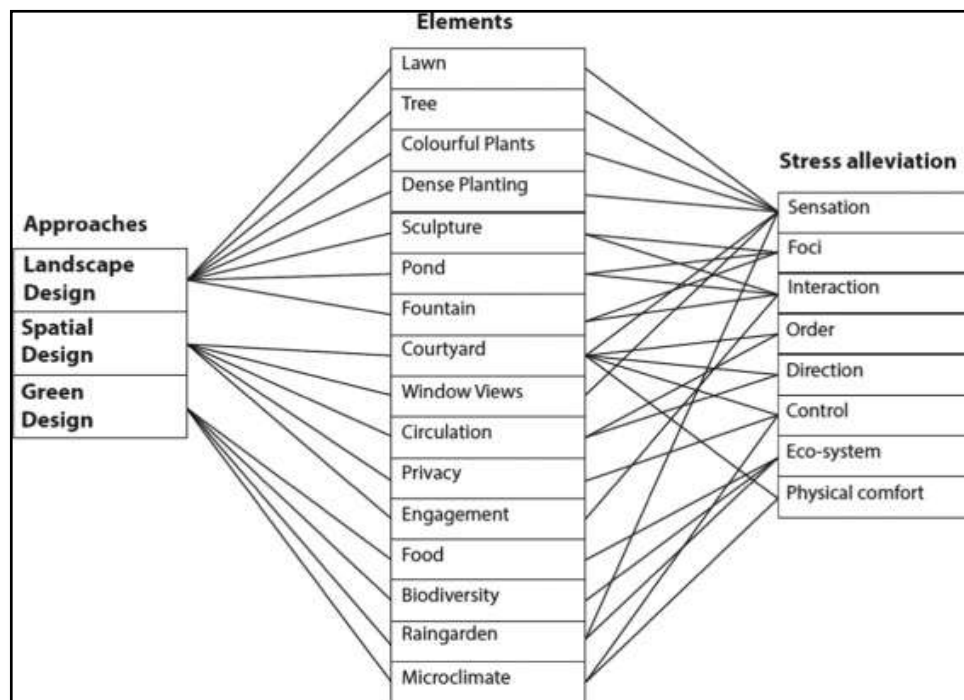 Elements
Lawn
Tree
Colourful Plants
Dense Planting
Sculpture
Pond
Fountain
Courtyard
Window Views
Circulation
Privacy
Engagement
Food
Biodiversity
Raingarden
Microclimate
Approaches
Landscape
Design
Spatial
Design
Green
Design
Stress alleviation
Sensation
Foci
Interaction
Order
Direction
Control
Eco-system
Physical comfort